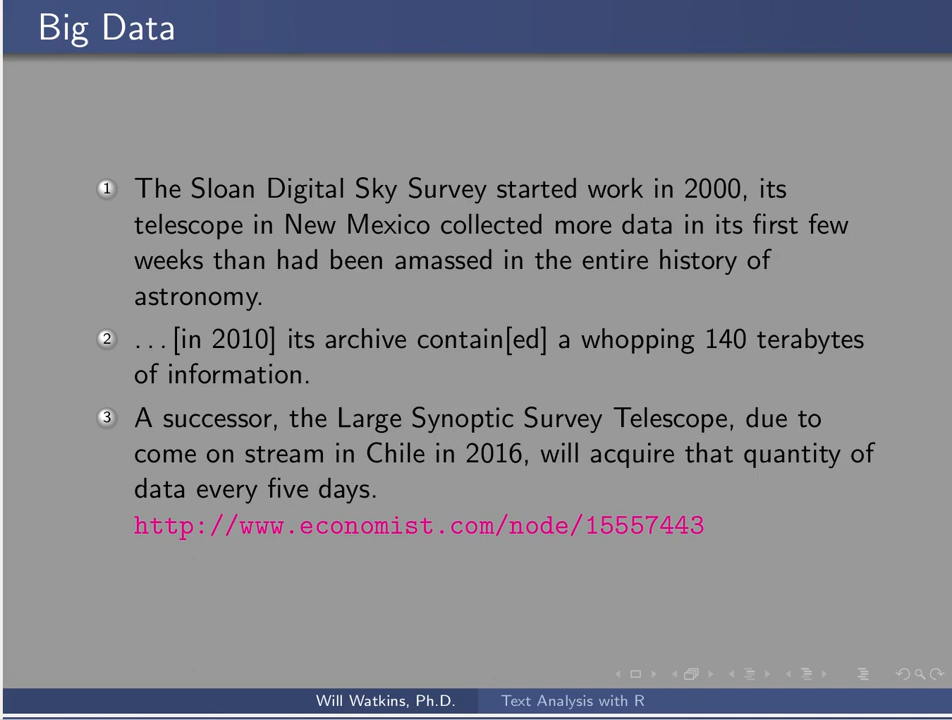 Big Data
1 The Sloan Digital Sky Survey started work in 2000, its
telescope in New Mexico collected more data in its first few
weeks than had been amassed in the entire history of
astronomy.
2 . . . [in 2010] its archive contain[ed] a whopping 140 terabytes
of information.
3 A successor, the Large Synoptic Survey Telescope, due to
come on stream in Chile in 2016, will acquire that quantity of
data every five days.
http://www.economist.com/node/15557443
Will Watkins, Ph.D. Text Analysis with R